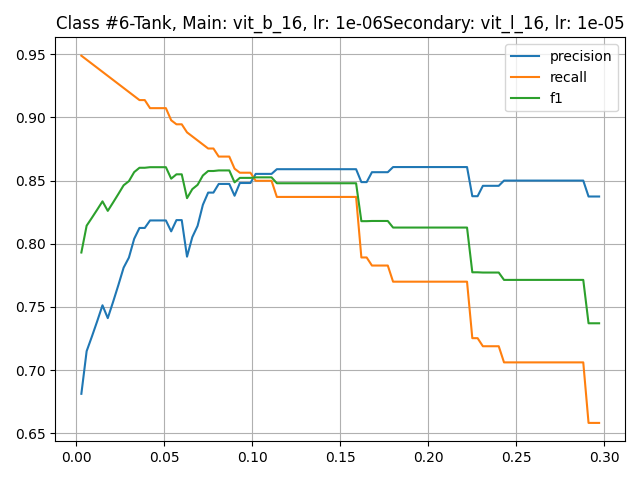 Class #6-Tank, Main: vit_b_16, lr: 1e-06Secondary: vit_l_16, lr: 1e-05
precision
recall
f1
0.95
0.90
0.85
0.80
0.75
0.70
0.65
0.00 0.05 0.10 0.15 0.20 0.25 0.30